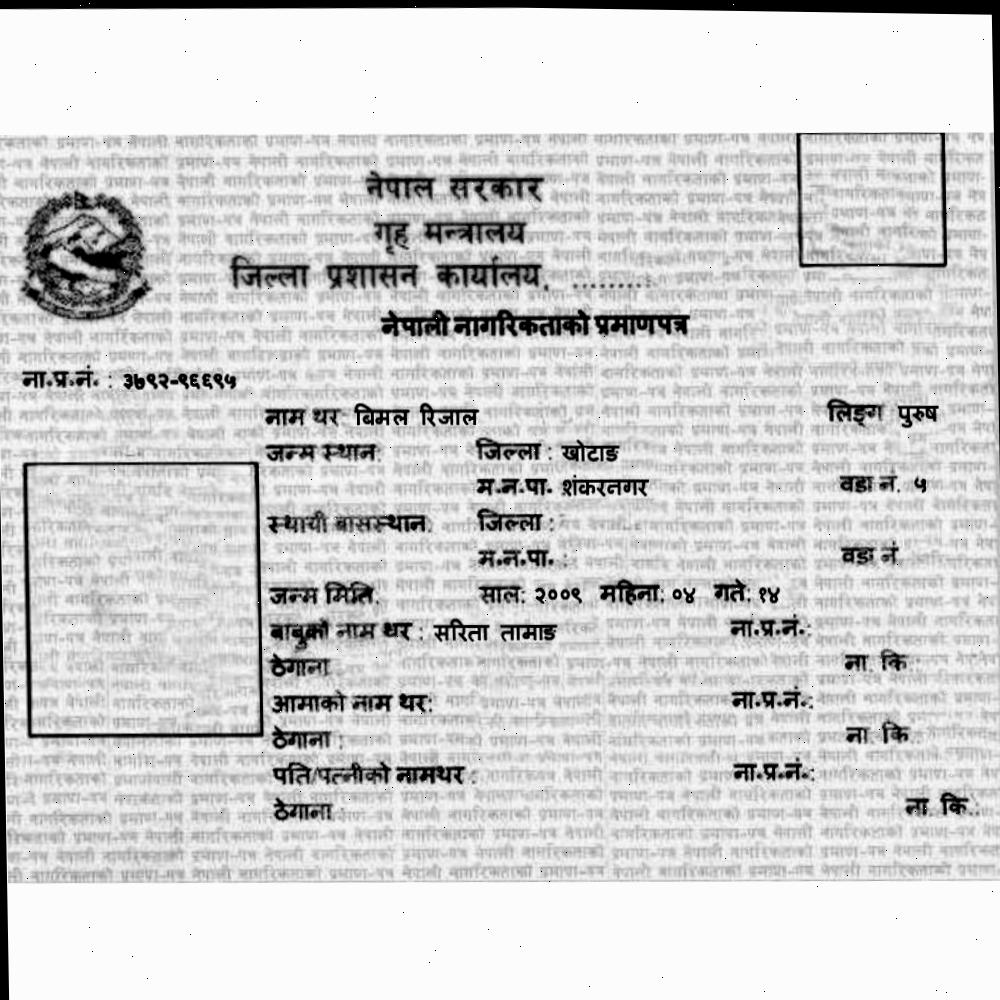 नेपाल सरकार
गृह मन्त्रालय
जिल्ला प्रशासन कार्यालय, .........
नेपाली नागरिकताको प्रमाणपत्र
ना.प्र.नं. : ३७९२-९६६९५
नाम थर: बिमल रिजाल लिङ्ग पुरुष
जन्म स्थान: जिल्ला : खोटाङ
म.न.पा. शंकरनगर वडा नं. ५
स्थायी बासस्थान: जिल्ला :
म.न.पा. : वडा नं.
जन्म मिति: साल: २००९ महिना: ०४ गते: १४
बाबुको नाम थर : सरिता तामाङ ना.प्र.नं.:
ठेगाना : ना. कि.:
आमाको नाम थर: ना.प्र.नं.:
ठेगाना : ना. कि.:
पति/पत्नीको नामथर : ना.प्र.नं.:
ठेगाना : ना. कि.: